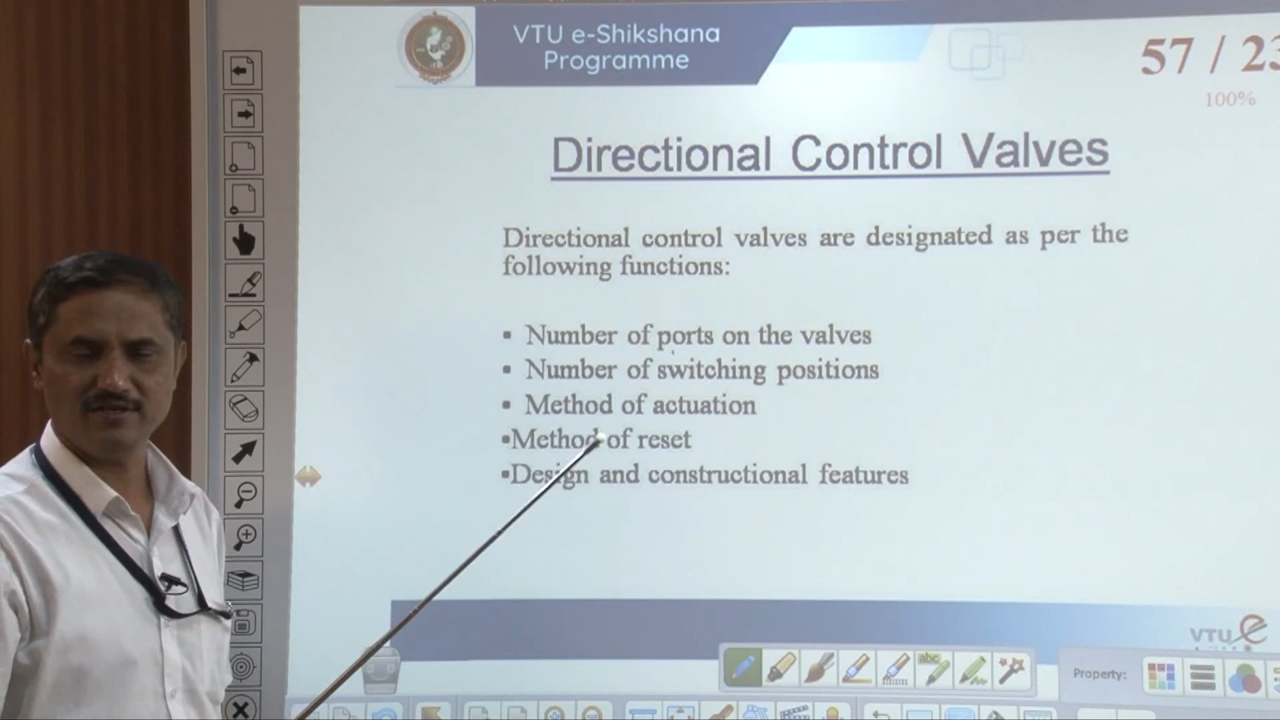 VTU e-Shikshana
Programme
57 / 23
100%
Directional Control Valves
Directional control valves are designated as per the
following functions:
▪ Number of ports on the valves
▪ Number of switching positions
▪ Method of actuation
▪Method of reset
▪Design and constructional features
VTU e
abc
Property: